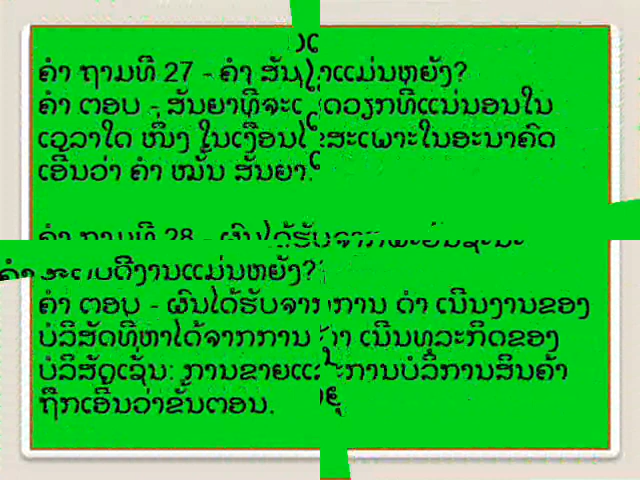 ຄຳ ຖາມທີ 27 - ຄຳ ສັນຍາແມ່ນຫຍັງ?
ຄຳ ຕອບ - ສັນຍາທີ່ຈະ ວຽກທີ່ແນ່ນອນໃນ
ເວລາໃດ ໜຶ່ງ ໃນເງື່ອນໄຂສະເພາະໃນອະນາຄົດ
ເອີ້ນວ່າ ຄຳ ໝັ້ນ ສັນຍາ.
ຄຳ ຖາມທີ 28 - ຜົນໄດ້ຮັບຈາກ
ດີງານແມ່ນຫຍັງ?
ຄຳ ຕອບ - ຜົນໄດ້ຮັບຈາກການ ດຳ ເນີນງານຂອງ
ບໍລິສັດທີ່ຫາໄດ້ຈາກການ ດຳ ເນີນທຸລະກິດຂອງ
ບໍລິສັດເຊັ່ນ: ການຂາຍແລະການບໍລິການສິນຄ້າ
ຖືກເອີ້ນວ່າຂັ້ນຕອນ.